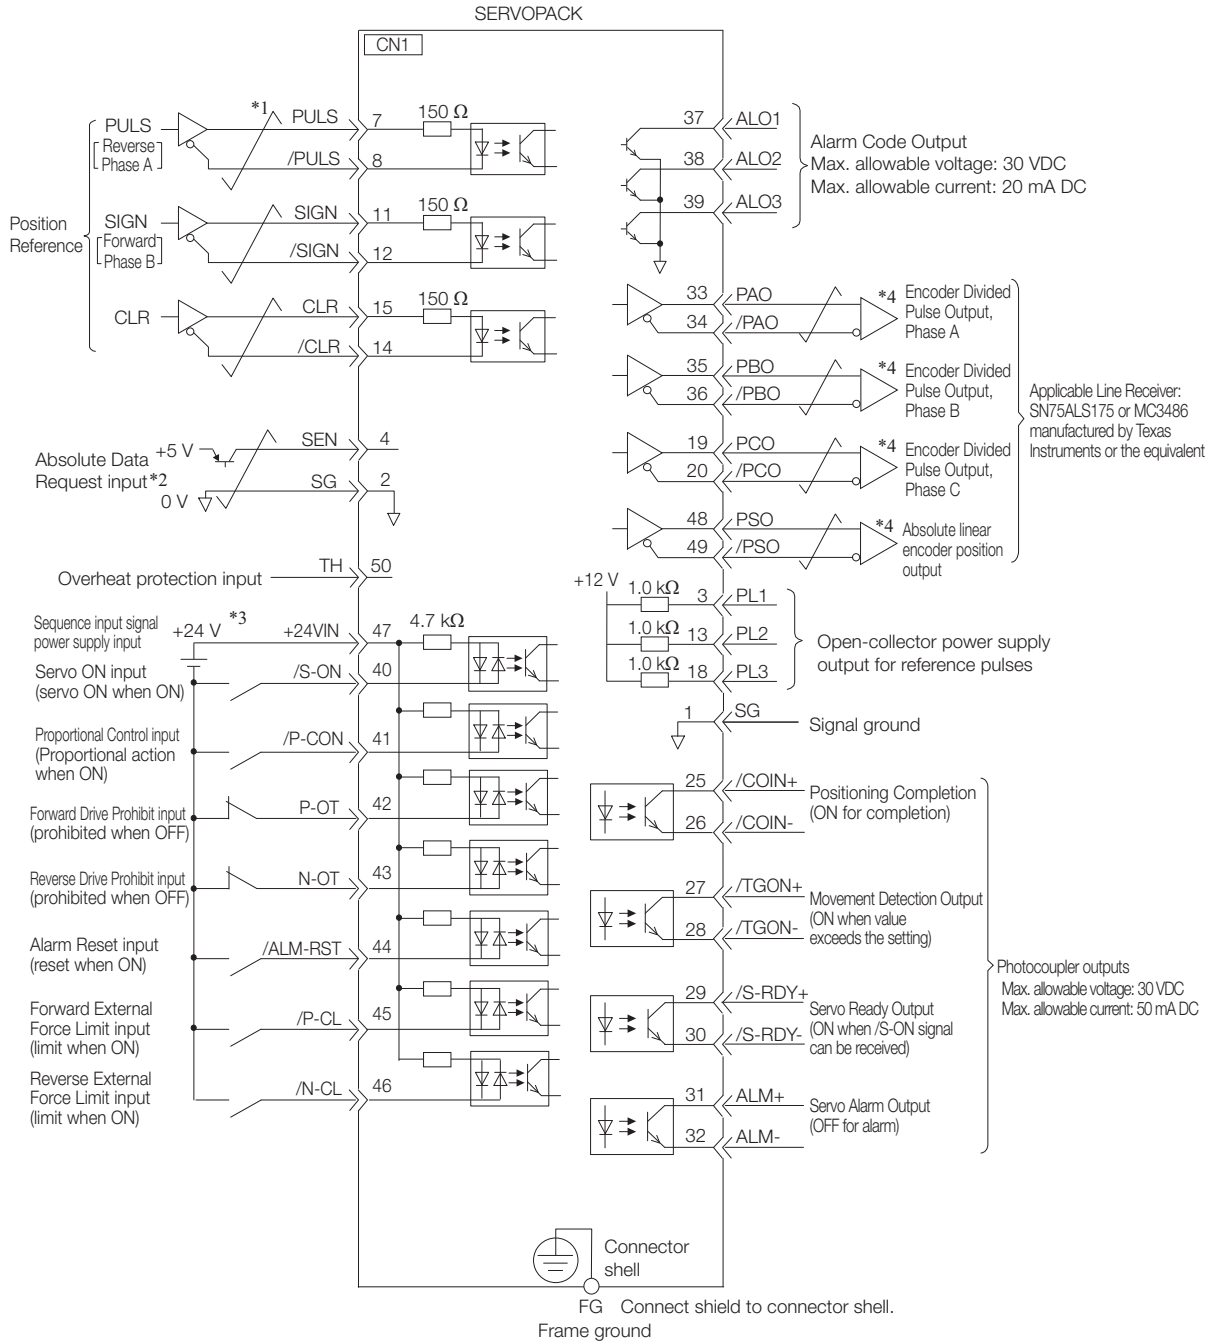 SERVOPACK
CN1
Position
Reference
PULS
Reverse
Phase A
*1
PULS
7
150 Ω
/PULS
8
SIGN
Forward
Phase B
SIGN
11
150 Ω
/SIGN
12
CLR
CLR
15
150 Ω
/CLR
14
Absolute Data
Request input*2
+5 V
SEN
4
0 V
SG
2
Overheat protection input
TH
50
Sequence input signal
power supply input
+24 V
*3
+24VIN
47
4.7 kΩ
Servo ON input
(servo ON when ON)
/S-ON
40
Proportional Control input
(Proportional action
when ON)
/P-CON
41
Forward Drive Prohibit input
(prohibited when OFF)
P-OT
42
Reverse Drive Prohibit input
(prohibited when OFF)
N-OT
43
Alarm Reset input
(reset when ON)
/ALM-RST
44
Forward External
Force Limit input
(limit when ON)
/P-CL
45
Reverse External
Force Limit input
(limit when ON)
/N-CL
46
37
ALO1
38
ALO2
39
ALO3
Alarm Code Output
Max. allowable voltage: 30 VDC
Max. allowable current: 20 mA DC
33
PAO
34
/PAO
*4
Encoder Divided
Pulse Output,
Phase A
35
PBO
36
/PBO
*4
Encoder Divided
Pulse Output,
Phase B
19
PCO
20
/PCO
*4
Encoder Divided
Pulse Output,
Phase C
48
PSO
49
/PSO
*4
Absolute linear
encoder position
output
Applicable Line Receiver:
SN75ALS175 or MC3486
manufactured by Texas
Instruments or the equivalent
+12 V
1.0 kΩ
3
PL1
1.0 kΩ
13
PL2
1.0 kΩ
18
PL3
Open-collector power supply
output for reference pulses
1
SG
Signal ground
25
/COIN+
26
/COIN-
Positioning Completion
(ON for completion)
27
/TGON+
28
/TGON-
Movement Detection Output
(ON when value
exceeds the setting)
29
/S-RDY+
30
/S-RDY-
Servo Ready Output
(ON when /S-ON signal
can be received)
31
ALM+
32
ALM-
Servo Alarm Output
(OFF for alarm)
Photocoupler outputs
Max. allowable voltage: 30 VDC
Max. allowable current: 50 mA DC
Connector
shell
FG
Connect shield to connector shell.
Frame ground